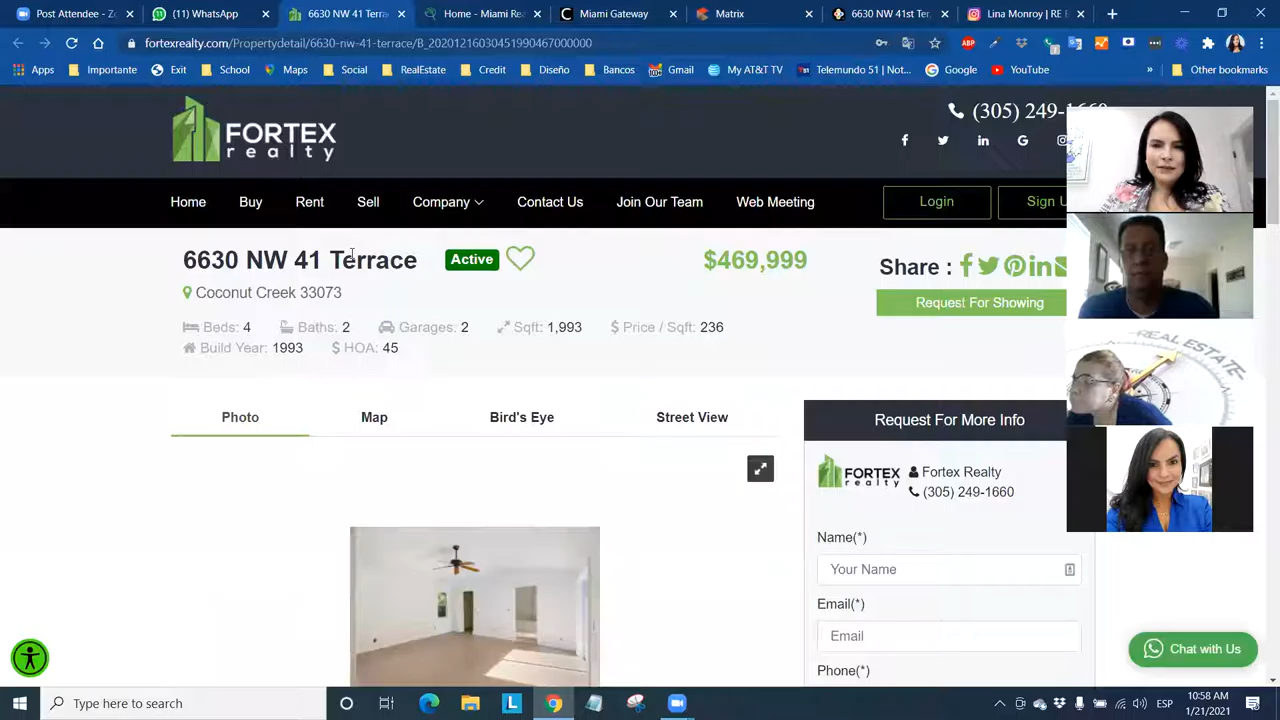 Post Attendee - Zo
(11) WhatsApp
6630 NW 41 Terra
Home - Miami Rea
Miami Gateway
Matrix
6630 NW 41st Ter
Lina Monroy | RE B
fortexrealty.com/Propertydetail/6630-nw-41-terrace/B_20201216030451990467000000
Apps
Importante
Exit
School
Maps
Social
RealEstate
Credit
Diseño
Bancos
Gmail
My AT&T TV
Telemundo 51 | Not...
Google
YouTube
»
Other bookmarks
FORTEX
realty
(305) 249-1660
Home
Buy
Rent
Sell
Company
Contact Us
Join Our Team
Web Meeting
Login
Sign U
6630 NW 41 Terrace
Active
$469,999
Share :
Coconut Creek 33073
Request For Showing
Beds: 4
Baths: 2
Garages: 2
Sqft: 1,993
$ Price / Sqft: 236
Build Year: 1993
$ HOA: 45
REAL ESTATE
Photo
Map
Bird's Eye
Street View
Request For More Info
FORTEX
realty
Fortex Realty
(305) 249-1660
Name(*)
Your Name
Email(*)
Email
Phone(*)
Chat with Us
Type here to search
ESP
10:58 AM
1/21/2021